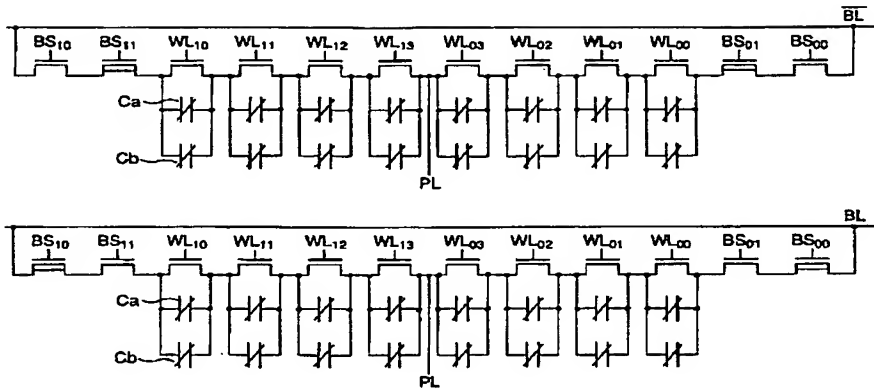 B̅L̅
BS₁₀ BS₁₁ WL₁₀ WL₁₁ WL₁₂ WL₁₃ WL₀₃ WL₀₂ WL₀₁ WL₀₀ BS₀₁ BS₀₀
Ca
Cb
PL
BL
BS₁₀ BS₁₁ WL₁₀ WL₁₁ WL₁₂ WL₁₃ WL₀₃ WL₀₂ WL₀₁ WL₀₀ BS₀₁ BS₀₀
Ca
Cb
PL